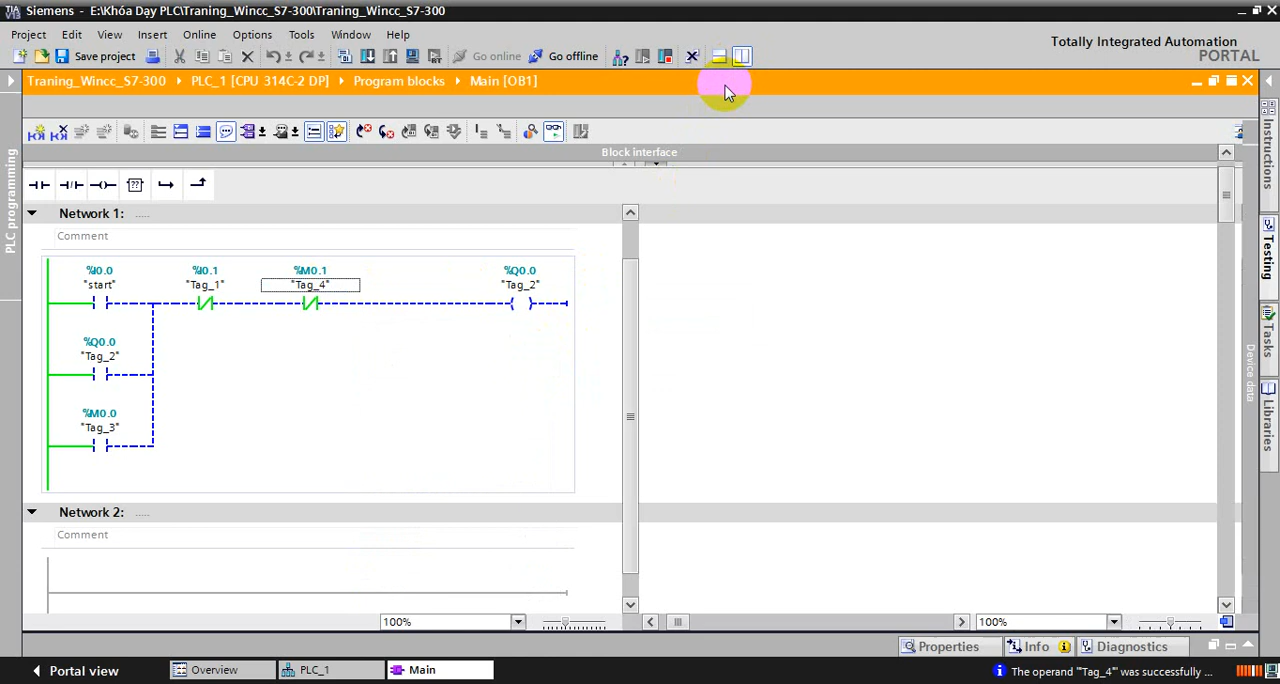 Siemens - E:\Khóa Dạy PLC\Traning_Wincc_S7-300\Traning_Wincc_S7-300
Project Edit View Insert Online Options Tools Window Help
Totally Integrated Automation
PORTAL
Save project Go online Go offline
Traning_Wincc_S7-300 PLC_1 [CPU 314C-2 DP] Program blocks Main [OB1]
Block interface
??
Network 1: .....
Comment
%I0.0 %I0.1 %M0.1 %Q0.0
"start" "Tag_1" "Tag_4" "Tag_2"
%Q0.0
"Tag_2"
%M0.0
"Tag_3"
Network 2: .....
Comment
100% 100%
PLC programming
Instructions
Testing
Tasks
Libraries
Device data
Properties Info Diagnostics
Portal view Overview PLC_1 Main The operand '"Tag_4"' was successfully ...